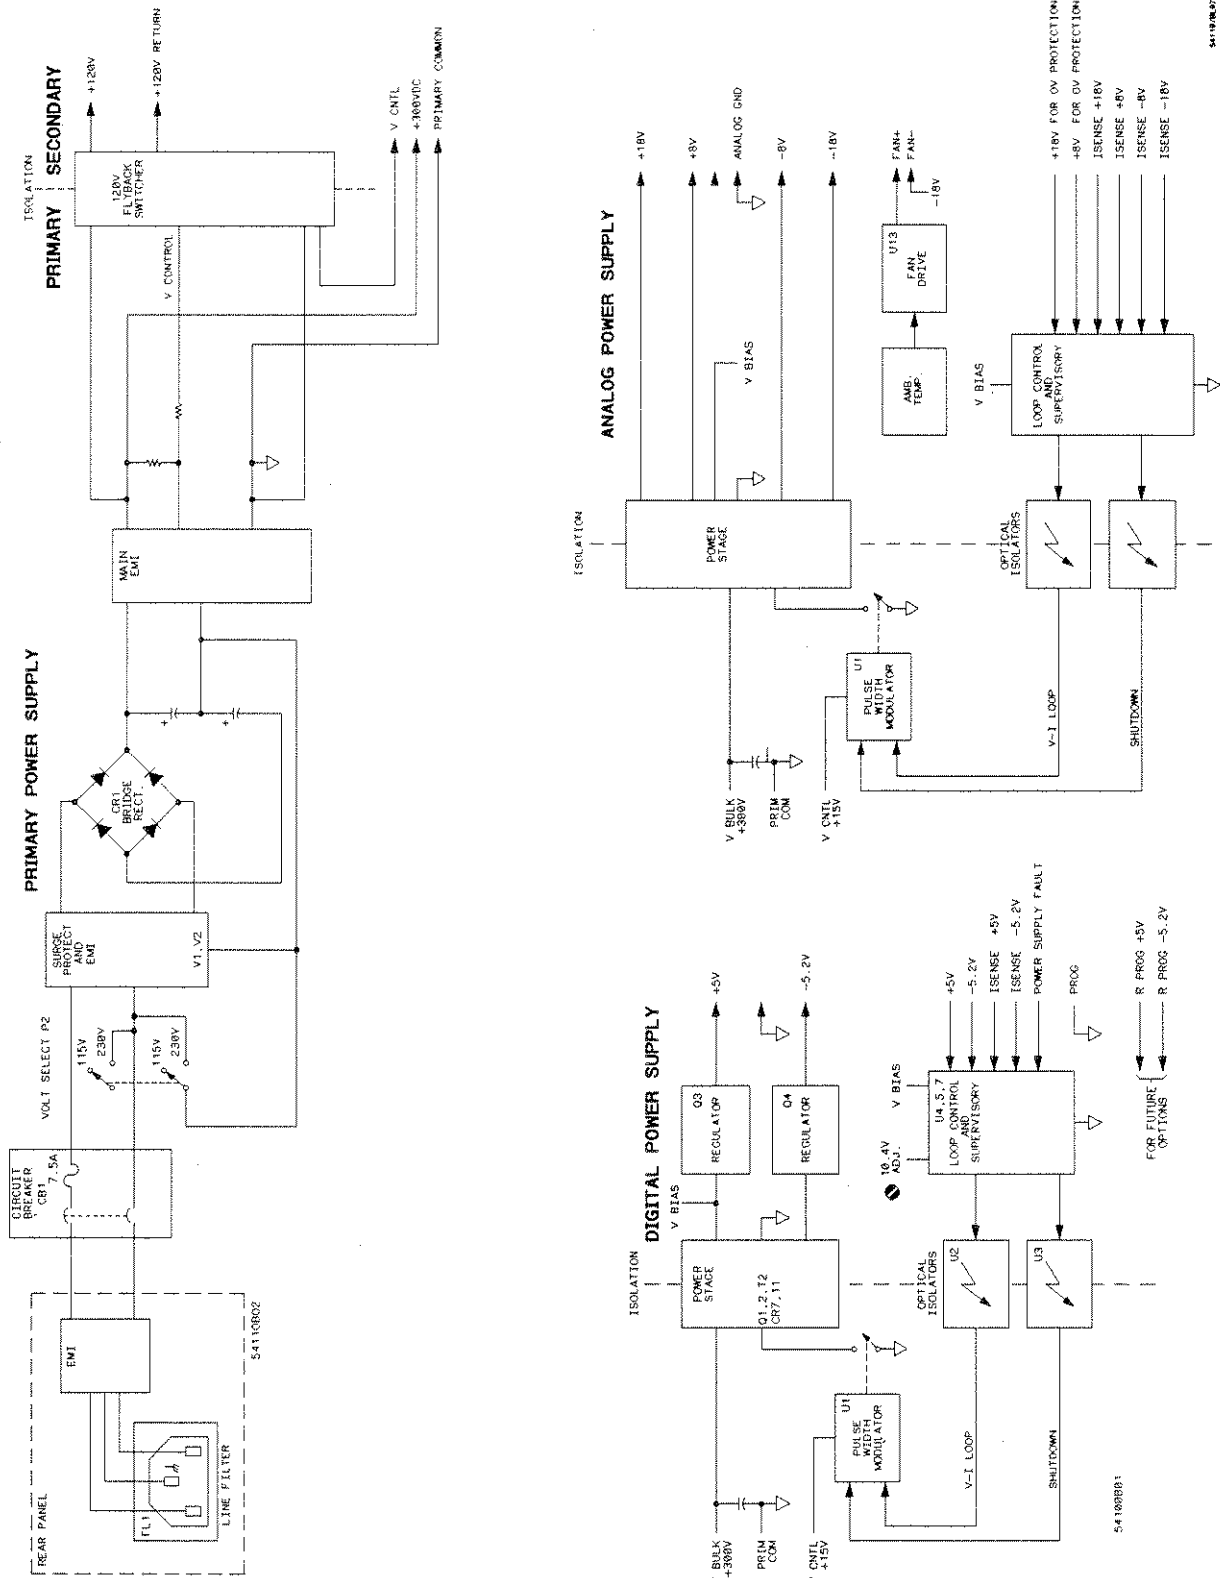 PRIMARY POWER SUPPLY
REAR PANEL
FL1
LINE FILTER
EMI
54110B02
CIRCUIT
BREAKER
CB1
7.5A
VOLT SELECT P2
115V
230V
115V
230V
SURGE
PROTECT
AND
EMI
V1,V2
CR1
BRIDGE
RECT.
+
+
MAIN
EMI
V CONTROL
ISOLATION
PRIMARY SECONDARY
120V
FLYBACK
SWITCHER
+120V
+120V RETURN
V CNTL
+300VDC
PRIMARY COMMON
DIGITAL POWER SUPPLY
BULK
+300V
PRIM
COM
CNTL
+15V
U1
PULSE
WIDTH
MODULATOR
V-I LOOP
SHUTDOWN
ISOLATION
POWER
STAGE
Q1,2,T2
CR7,11
V BIAS
Q3
REGULATOR
+5V
Q4
REGULATOR
-5.2V
OPTICAL
ISOLATORS
U2
U3
10.4V
ADJ.
V BIAS
U4,5,7
LOOP CONTROL
AND
SUPERVISORY
+5V
-5.2V
ISENSE +5V
ISENSE -5.2V
POWER SUPPLY FAULT
PROG
FOR FUTURE
OPTIONS
R PROG +5V
R PROG -5.2V
54100B01
ANALOG POWER SUPPLY
V BULK
+300V
PRIM
COM
V CNTL
+15V
U1
PULSE
WIDTH
MODULATOR
V-I LOOP
SHUTDOWN
ISOLATION
POWER
STAGE
V BIAS
+18V
+8V
ANALOG GND
-8V
-18V
AMB.
TEMP.
U13
FAN
DRIVE
FAN+
FAN-
-18V
OPTICAL
ISOLATORS
V BIAS
LOOP CONTROL
AND
SUPERVISORY
+18V FOR OV PROTECTION
+8V FOR OV PROTECTION
ISENSE +18V
ISENSE +8V
ISENSE -8V
ISENSE -18V